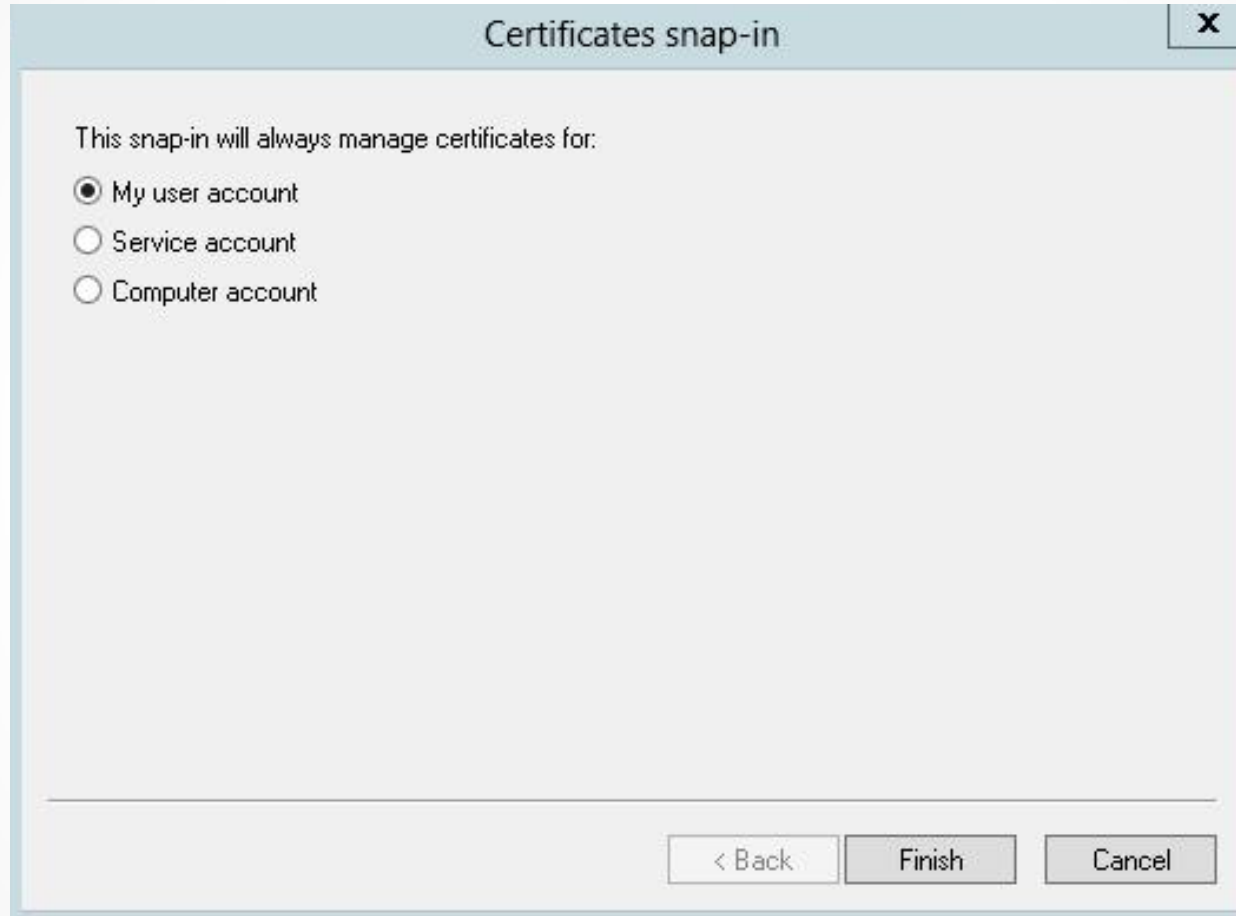 Certificates snap-in
x
This snap-in will always manage certificates for:
My user account
Service account
Computer account
< Back
Finish
Cancel